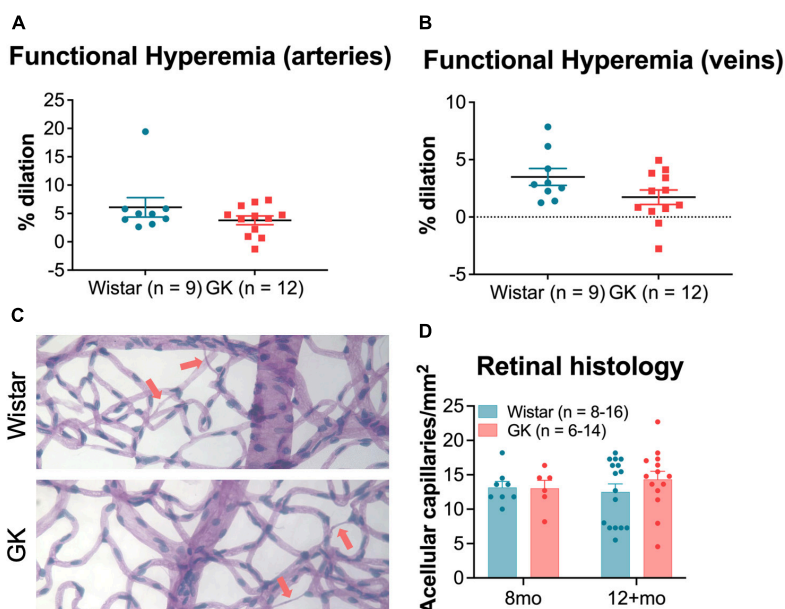 A
Functional Hyperemia (arteries)
% dilation
25
20
15
10
5
0
-5
Wistar (n = 9) GK (n = 12)
B
Functional Hyperemia (veins)
% dilation
10
5
0
-5
Wistar (n = 9) GK (n = 12)
C
Wistar
GK
D
Retinal histology
Acellular capillaries/mm²
25
20
15
10
5
0
Wistar (n = 8-16)
GK (n = 6-14)
8mo 12+mo